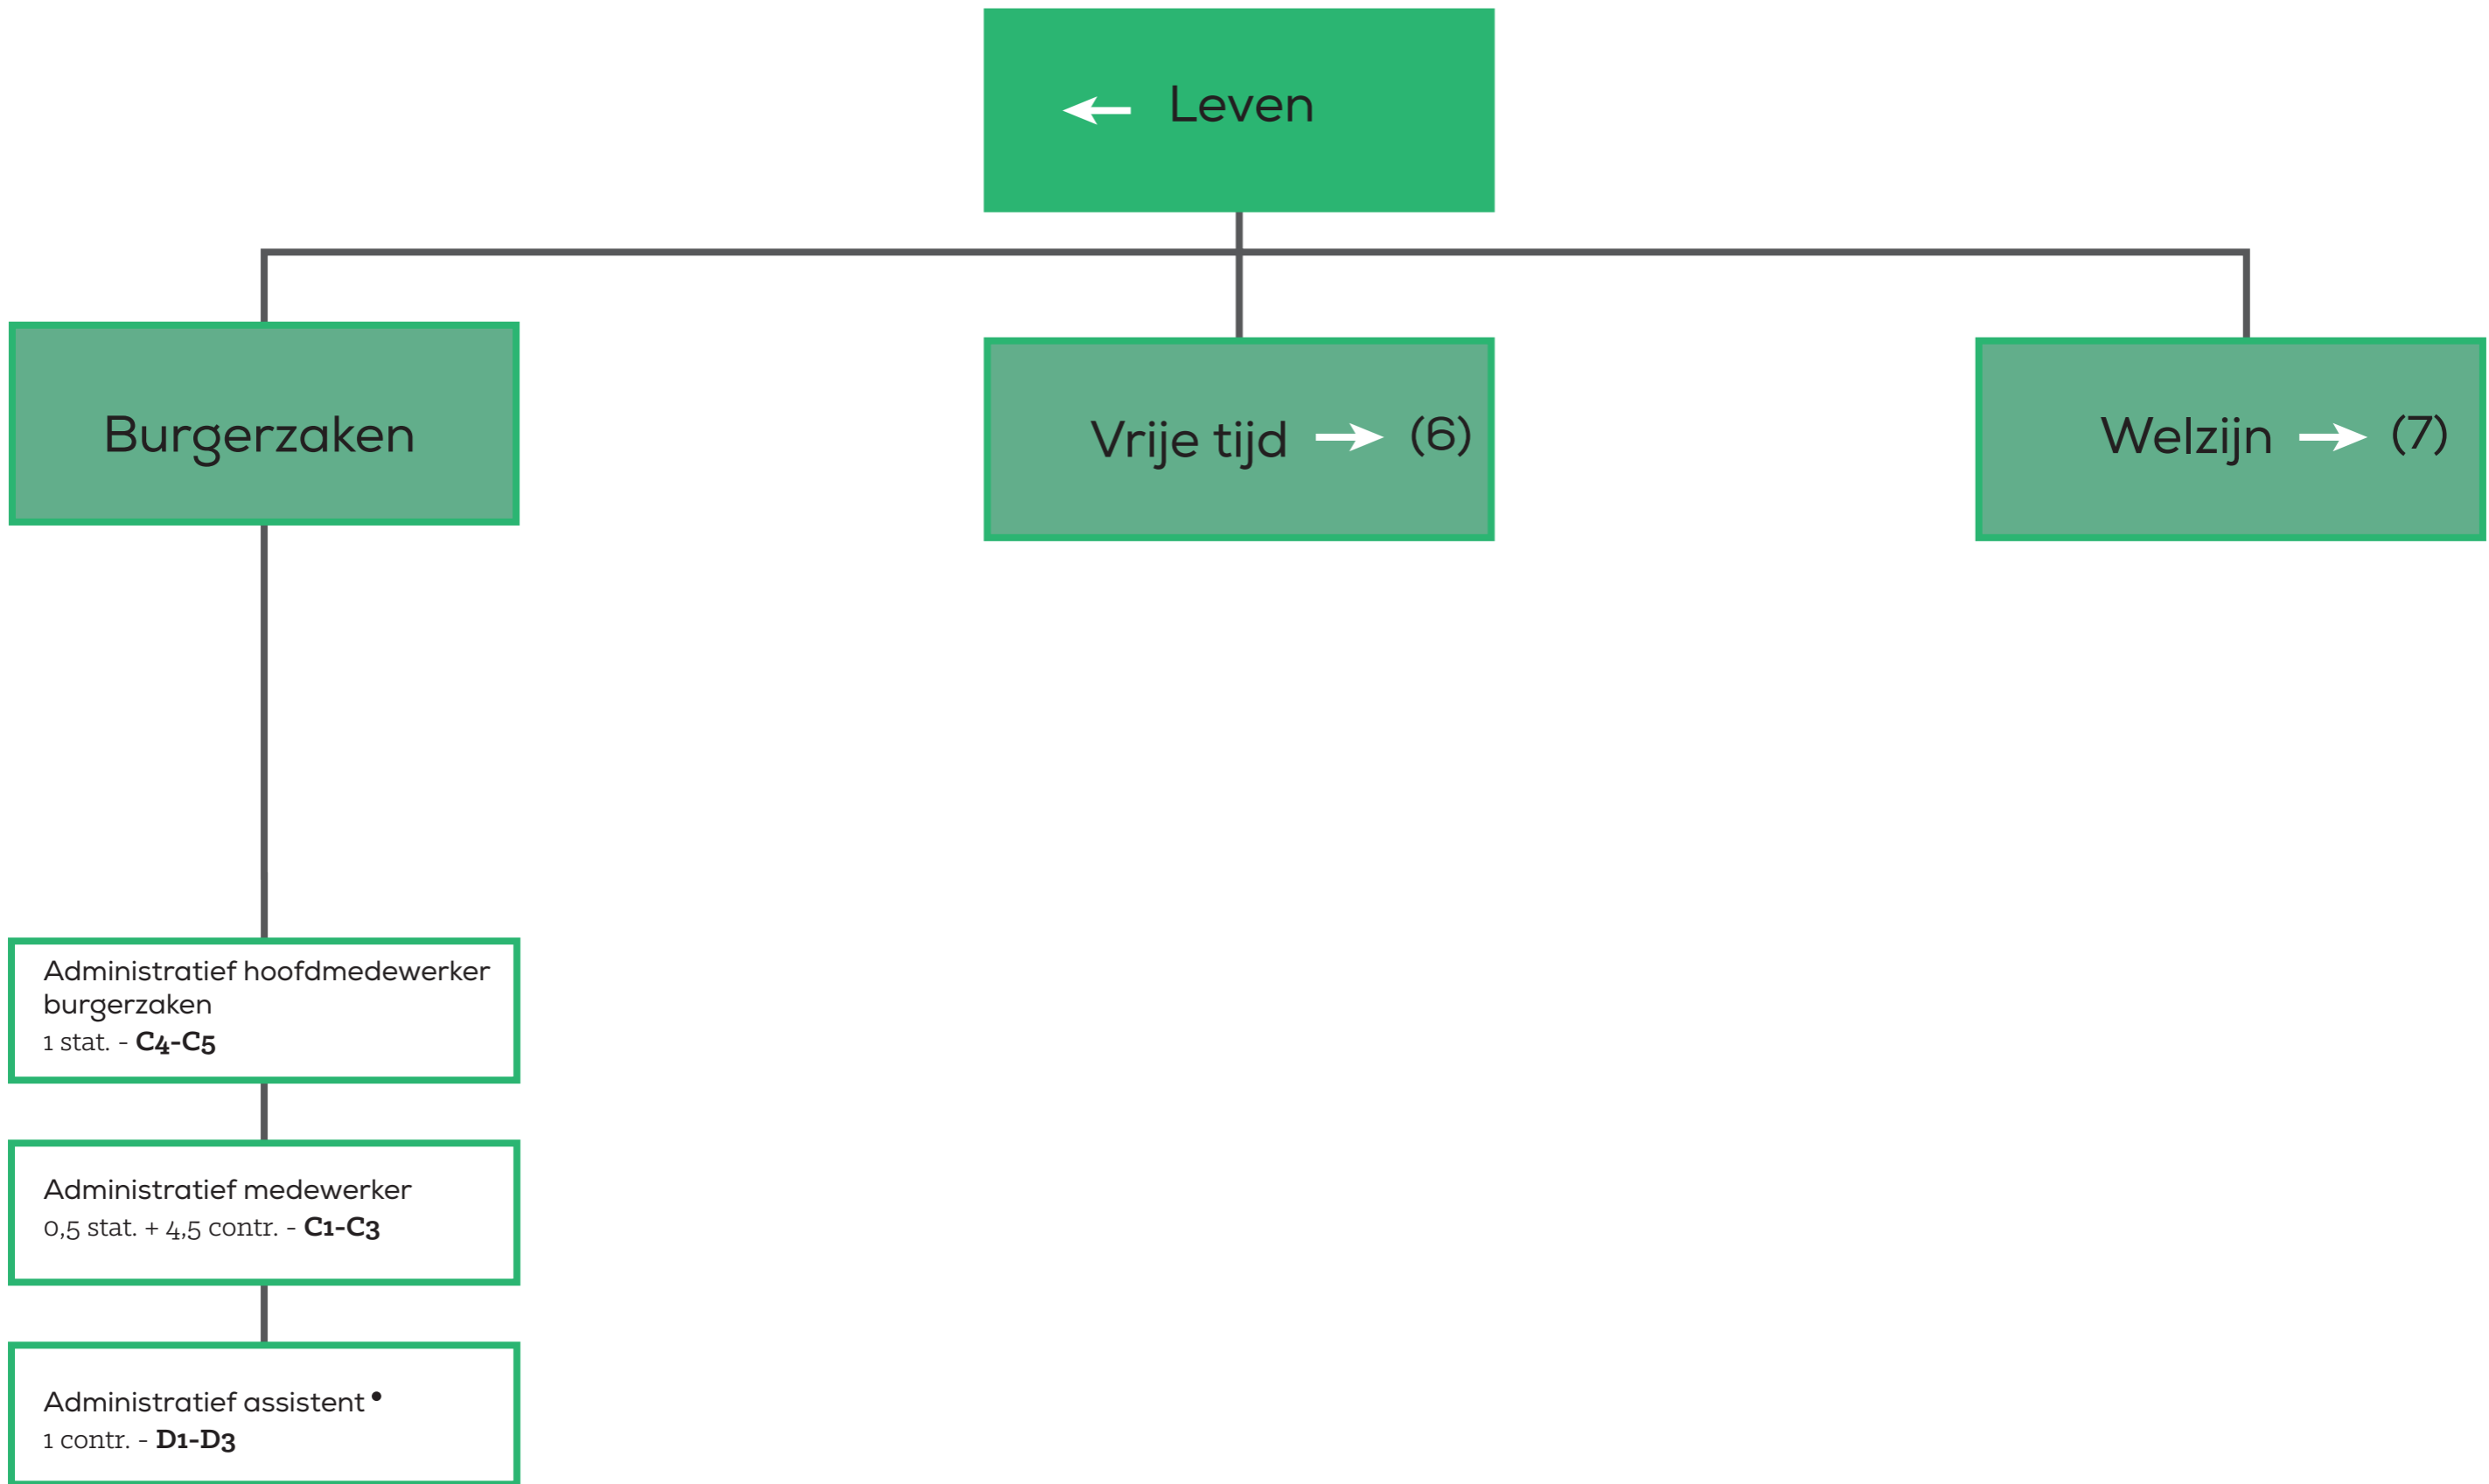 Leven
Burgerzaken
Vrije tijd (6)
Welzijn (7)
Administratief hoofdmedewerker
burgerzaken
1 stat. - C4-C5
Administratief medewerker
0,5 stat. + 4,5 contr. - C1-C3
Administratief assistent •
1 contr. - D1-D3